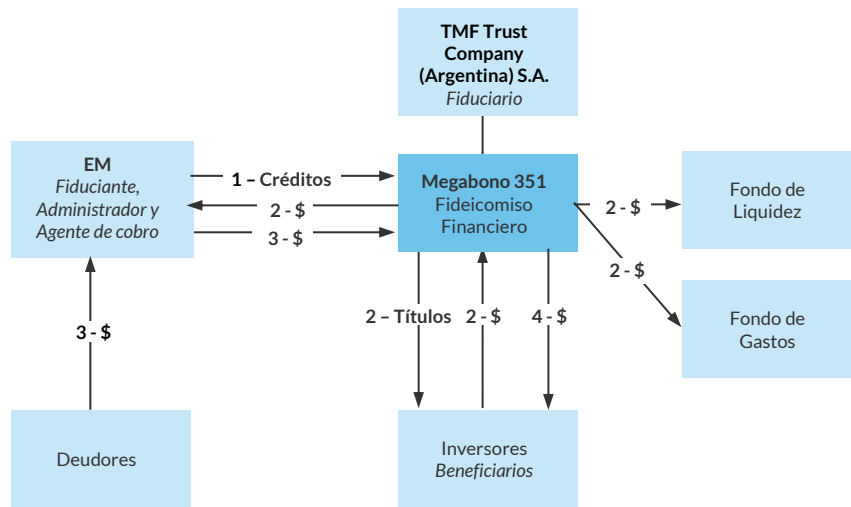 TMF Trust
Company
(Argentina) S.A.
Fiduciario
EM
Fiduciante,
Administrador y
Agente de cobro
1 – Créditos
2 - $
3 - $
Megabono 351
Fideicomiso
Financiero
2 - $
2 - $
Fondo de
Liquidez
Fondo de
Gastos
3 - $
2 – Títulos
2 - $
4 - $
Deudores
Inversores
Beneficiarios